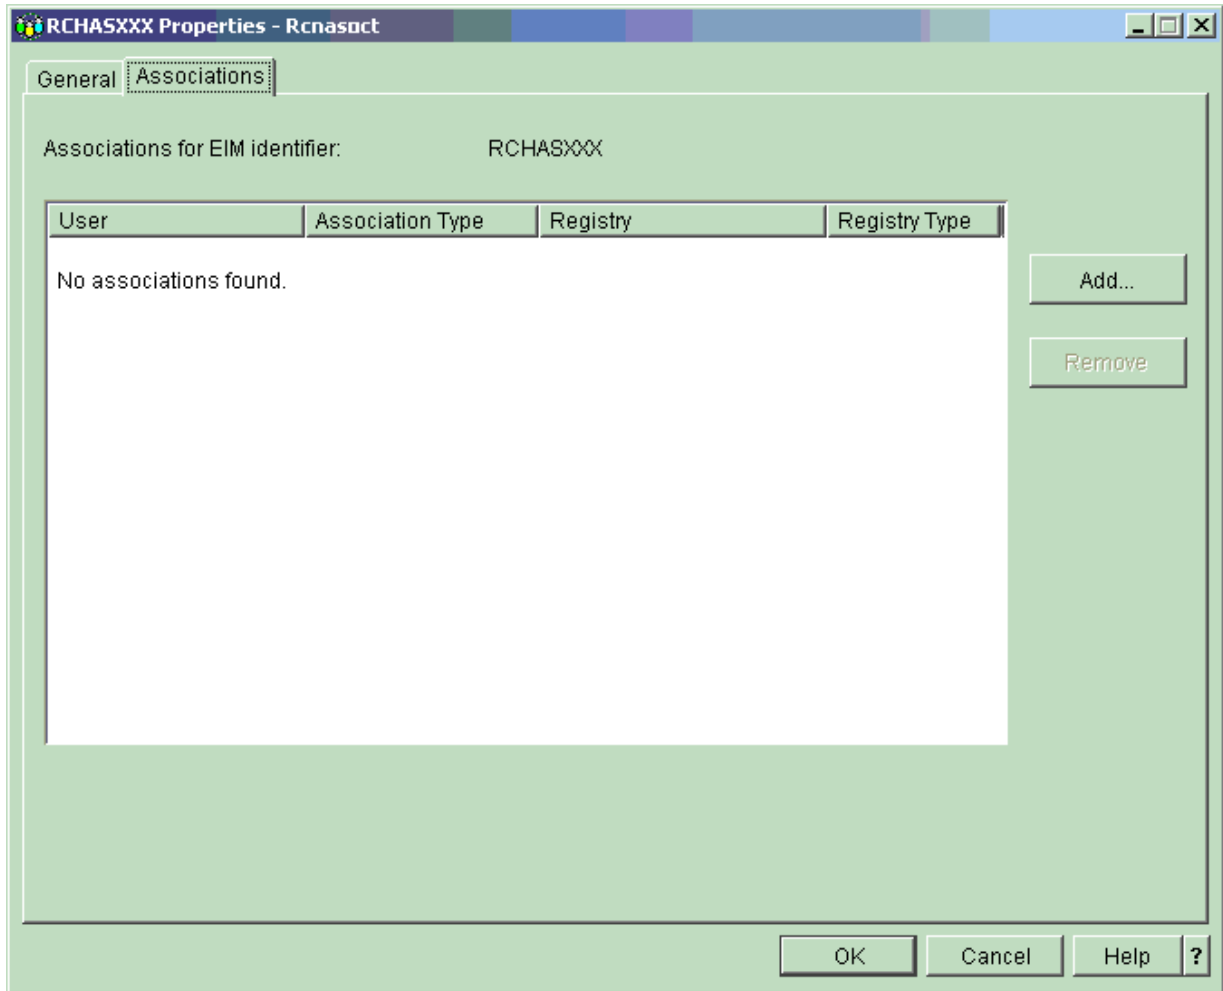 RCHASXXX Properties - Rcnasact
General Associations
Associations for EIM identifier: RCHASXXX
User Association Type Registry Registry Type
No associations found.
Add...
Remove
OK Cancel Help ?